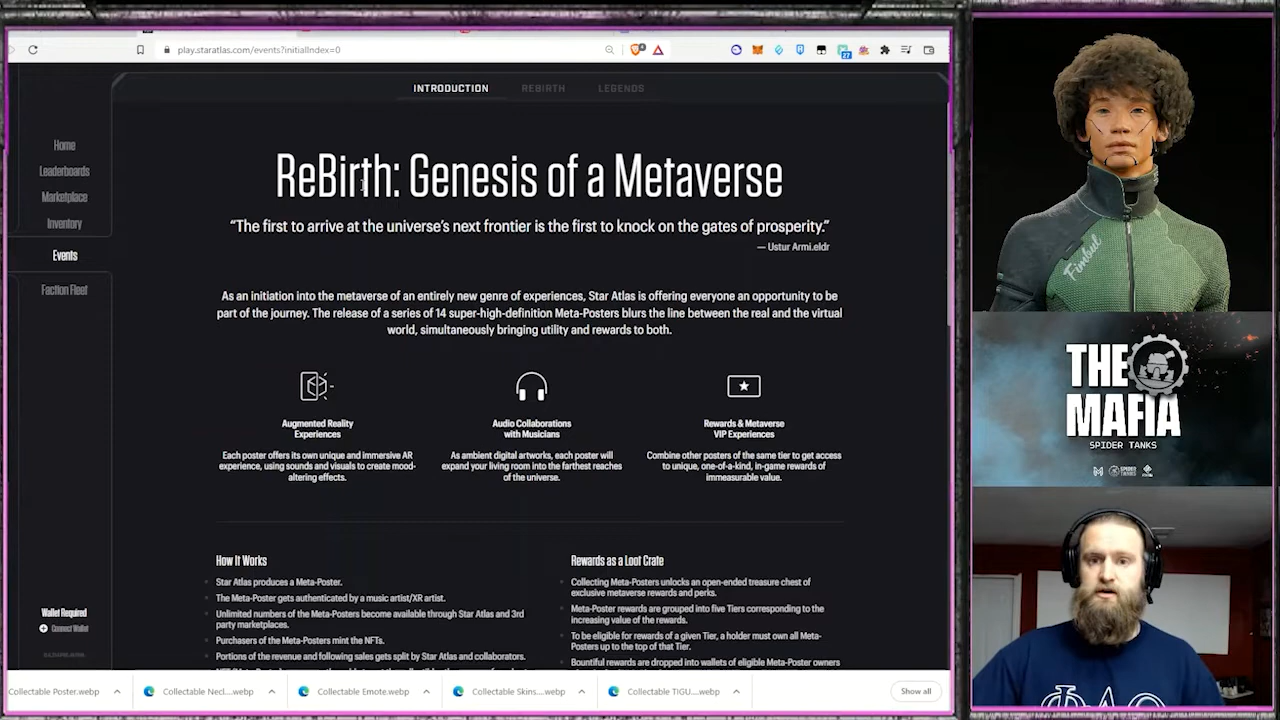 play.staratlas.com/events?initialIndex=0
27
INTRODUCTION
REBIRTH
LEGENDS
Home
Leaderboards
Marketplace
Inventory
Events
Faction Fleet
ReBirth: Genesis of a Metaverse
“The first to arrive at the universe’s next frontier is the first to knock on the gates of prosperity.”
— Ustur Armi.eldr
As an initiation into the metaverse of an entirely new genre of experiences, Star Atlas is offering everyone an opportunity to be
part of the journey. The release of a series of 14 super-high-definition Meta-Posters blurs the line between the real and the virtual
world, simultaneously bringing utility and rewards to both.
Augmented Reality
Experiences
Each poster offers its own unique and immersive AR
experience, using sounds and visuals to create mood-
altering effects.
Audio Collaborations
with Musicians
As ambient digital artworks, each poster will
expand your living room into the farthest reaches
of the universe.
Rewards & Metaverse
VIP Experiences
Combine other posters of the same tier to get access
to unique, one-of-a-kind, in-game rewards of
immeasurable value.
How It Works
Star Atlas produces a Meta-Poster.
The Meta-Poster gets authenticated by a music artist/XR artist.
Unlimited numbers of the Meta-Posters become available through Star Atlas and 3rd
party marketplaces.
Purchasers of the Meta-Posters mint the NFTs.
Portions of the revenue and following sales gets split by Star Atlas and collaborators.
Rewards as a Loot Crate
Collecting Meta-Posters unlocks an open-ended treasure chest of
exclusive metaverse rewards and perks.
Meta-Poster rewards are grouped into five Tiers corresponding to the
increasing value of the rewards.
To be eligible for rewards of a given Tier, a holder must own all Meta-
Posters up to the top of that Tier.
Bountiful rewards are dropped into wallets of eligible Meta-Poster owners
Wallet Required
Connect Wallet
Collectable Poster.webp
Collectable Necl....webp
Collectable Emote.webp
Collectable Skins....webp
Collectable TIGU....webp
Show all
Fimbul
THE
MAFIA
SPIDER TANKS
SPIDER
TANKS
ΦΔΘ